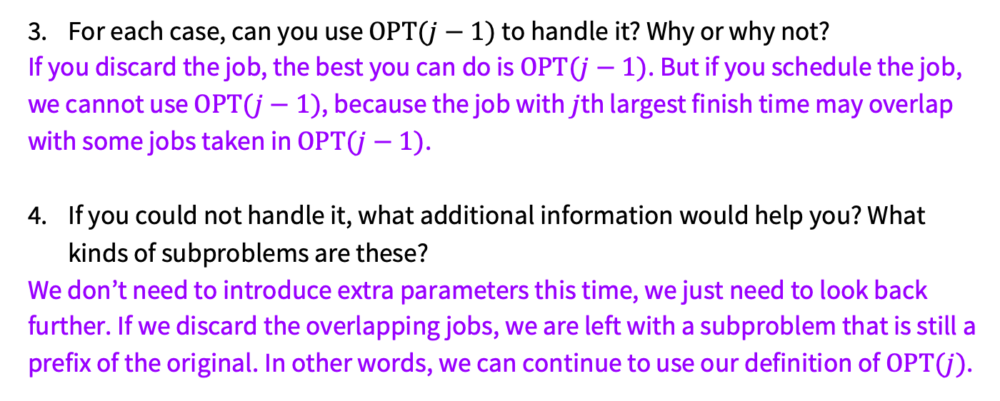 3. For each case, can you use OPT(j − 1) to handle it? Why or why not?
If you discard the job, the best you can do is OPT(j − 1). But if you schedule the job,
we cannot use OPT(j − 1), because the job with jth largest finish time may overlap
with some jobs taken in OPT(j − 1).
4. If you could not handle it, what additional information would help you? What
kinds of subproblems are these?
We don’t need to introduce extra parameters this time, we just need to look back
further. If we discard the overlapping jobs, we are left with a subproblem that is still a
prefix of the original. In other words, we can continue to use our definition of OPT(j).